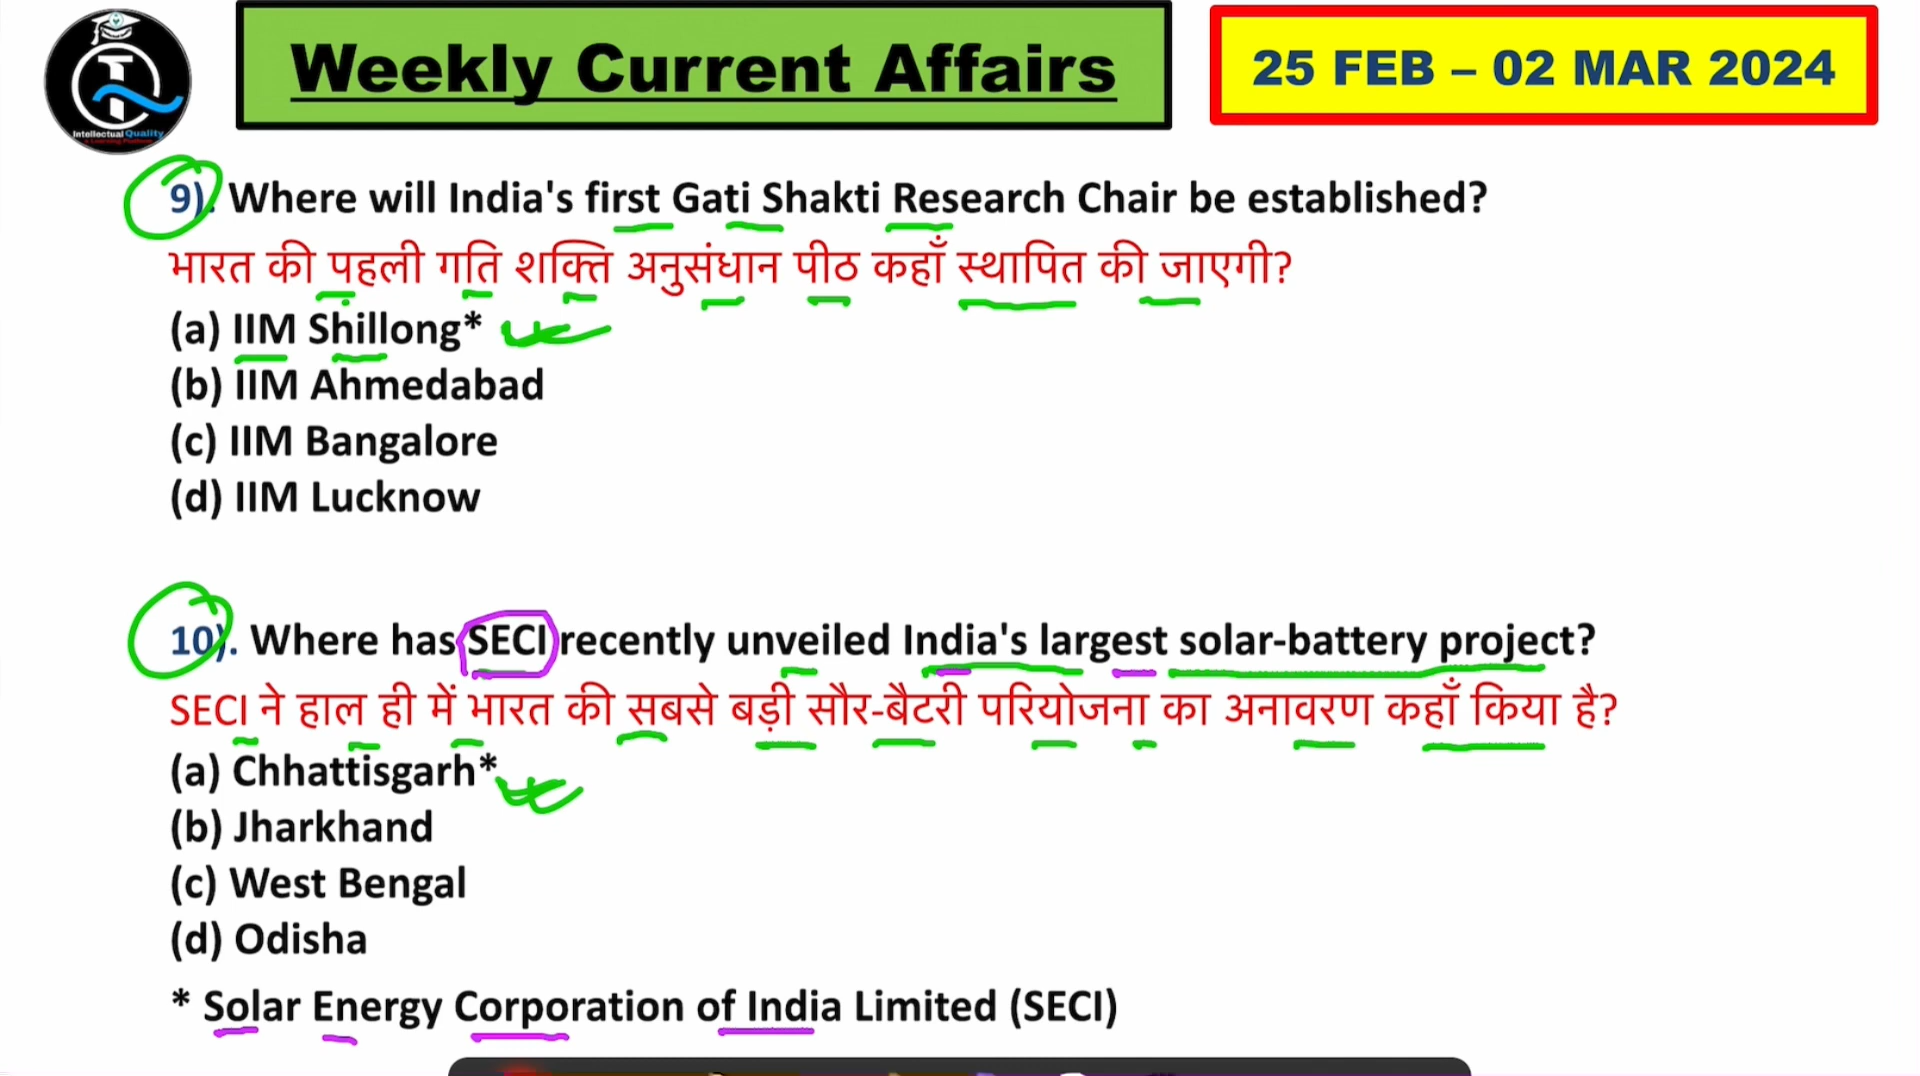 Intellectual Quality
Weekly Current Affairs
25 FEB – 02 MAR 2024
9). Where will India's first Gati Shakti Research Chair be established?
भारत की पहली गति शक्ति अनुसंधान पीठ कहाँ स्थापित की जाएगी?
(a) IIM Shillong*
(b) IIM Ahmedabad
(c) IIM Bangalore
(d) IIM Lucknow
10). Where has SECI recently unveiled India's largest solar-battery project?
SECI ने हाल ही में भारत की सबसे बड़ी सौर-बैटरी परियोजना का अनावरण कहाँ किया है?
(a) Chhattisgarh*
(b) Jharkhand
(c) West Bengal
(d) Odisha
* Solar Energy Corporation of India Limited (SECI)